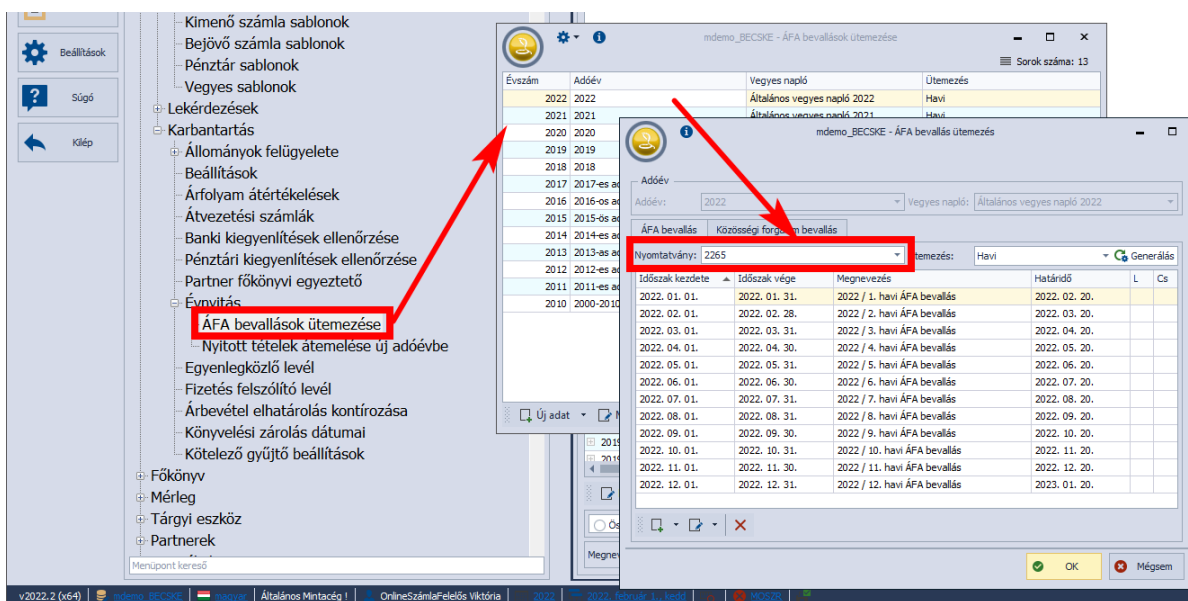 Kimenő számla sablonok
Bejövő számla sablonok
Pénztár sablonok
Vegyes sablonok
Lekérdezések
Karbantartás
Állományok felügyelete
Beállítások
Árfolyam átértékelések
Átvezetési számlák
Banki kiegyenlítések ellenőrzése
Pénztári kiegyenlítések ellenőrzése
Partner főkönyvi egyeztető
Évnyitás
ÁFA bevallások ütemezése
Nyitott tételek átemelése új adóévbe
Egyenlegközlő levél
Fizetés felszólító levél
Árbevétel elhatárolás kontírozása
Könyvelési zárolás dátumai
Kötelező gyűjtő beállítások
Főkönyv
Mérleg
Tárgyi eszköz
Partnerek
Menüpont kereső
Beállítások
Súgó
Kilép
mdemo_BECSKE - ÁFA bevallások ütemezése
Sorok száma: 13
Évszám Adóév Vegyes napló Ütemezés
2022 2022 Általános vegyes napló 2022 Havi
2021 2021 Általános vegyes napló 2021 Havi
2020 2020
2019 2019
2018 2018
2017 2017-es
2016 2016-os
2015 2015-ös
2014 2014-es
2013 2013-as
2012 2012-es
2011 2011-es
2010 2000-2010
Új adat
mdemo_BECSKE - ÁFA bevallás ütemezés
Adóév
Adóév: 2022 Vegyes napló: Általános vegyes napló 2022
ÁFA bevallás Közösségi forgalom bevallás
Nyomtatvány: 2265 Ütemezés: Havi Generálás
Időszak kezdete Időszak vége Megnevezés Határidő L Cs
2022. 01. 01. 2022. 01. 31. 2022 / 1. havi ÁFA bevallás 2022. 02. 20.
2022. 02. 01. 2022. 02. 28. 2022 / 2. havi ÁFA bevallás 2022. 03. 20.
2022. 03. 01. 2022. 03. 31. 2022 / 3. havi ÁFA bevallás 2022. 04. 20.
2022. 04. 01. 2022. 04. 30. 2022 / 4. havi ÁFA bevallás 2022. 05. 20.
2022. 05. 01. 2022. 05. 31. 2022 / 5. havi ÁFA bevallás 2022. 06. 20.
2022. 06. 01. 2022. 06. 30. 2022 / 6. havi ÁFA bevallás 2022. 07. 20.
2022. 07. 01. 2022. 07. 31. 2022 / 7. havi ÁFA bevallás 2022. 08. 20.
2022. 08. 01. 2022. 08. 31. 2022 / 8. havi ÁFA bevallás 2022. 09. 20.
2022. 09. 01. 2022. 09. 30. 2022 / 9. havi ÁFA bevallás 2022. 10. 20.
2022. 10. 01. 2022. 10. 31. 2022 / 10. havi ÁFA bevallás 2022. 11. 20.
2022. 11. 01. 2022. 11. 30. 2022 / 11. havi ÁFA bevallás 2022. 12. 20.
2022. 12. 01. 2022. 12. 31. 2022 / 12. havi ÁFA bevallás 2023. 01. 20.
OK Mégsem
v2022.2 (x64) mdemo_BECSKE magyar Általános Mintacég ! OnlineSzámlaFelelős Viktória 2022 2022. február 1., kedd MOSZR